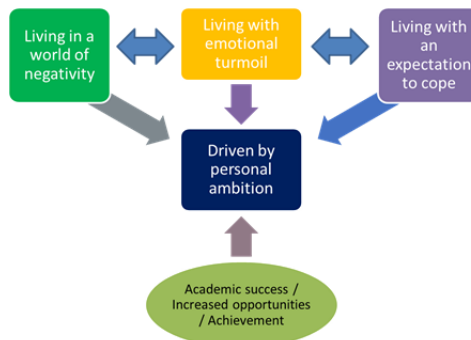 Living in a
world of
negativity
Living with
emotional
turmoil
Living with
an
expectation
to cope
Driven by
personal
ambition
Academic success /
Increased opportunities
/ Achievement